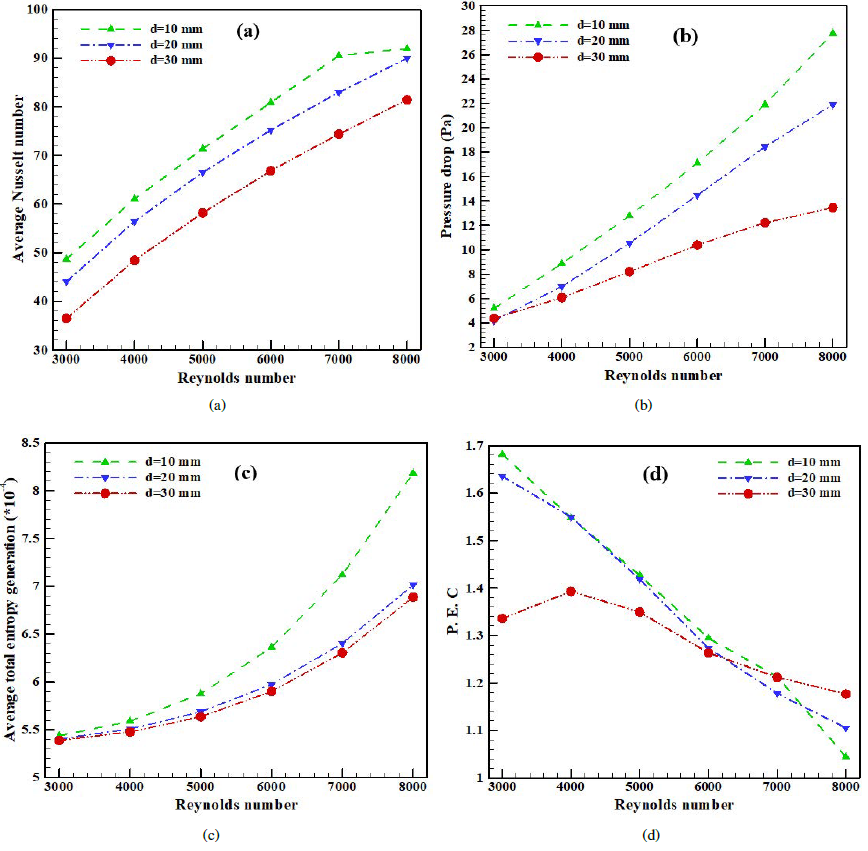 100
90
80
70
60
50
40
30
Average Nusselt number
d=10 mm
d=20 mm
d=30 mm
(a)
3000 4000 5000 6000 7000 8000
Reynolds number
(a)
30
28
26
24
22
20
18
16
14
12
10
8
6
4
2
Pressure drop (Pa)
d=10 mm
d=20 mm
d=30 mm
(b)
3000 4000 5000 6000 7000 8000
Reynolds number
(b)
8.5
8
7.5
7
6.5
6
5.5
5
Average total entropy generation (*10⁻⁴)
d=10 mm
d=20 mm
d=30 mm
(c)
3000 4000 5000 6000 7000 8000
Reynolds number
(c)
1.7
1.6
1.5
1.4
1.3
1.2
1.1
1
P. E. C
d=10 mm
d=20 mm
d=30 mm
(d)
3000 4000 5000 6000 7000 8000
Reynolds number
(d)